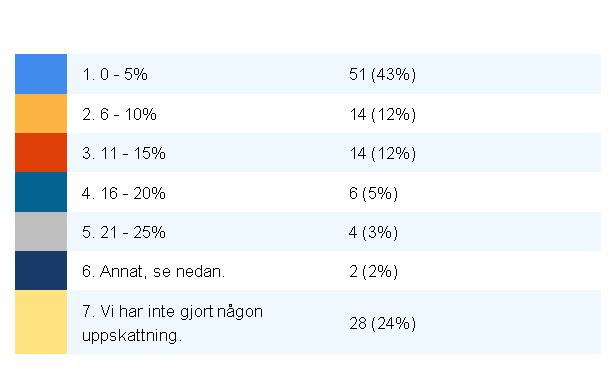 1. 0 - 5% 51 (43%)
2. 6 - 10% 14 (12%)
3. 11 - 15% 14 (12%)
4. 16 - 20% 6 (5%)
5. 21 - 25% 4 (3%)
6. Annat, se nedan. 2 (2%)
7. Vi har inte gjort någon
uppskattning. 28 (24%)